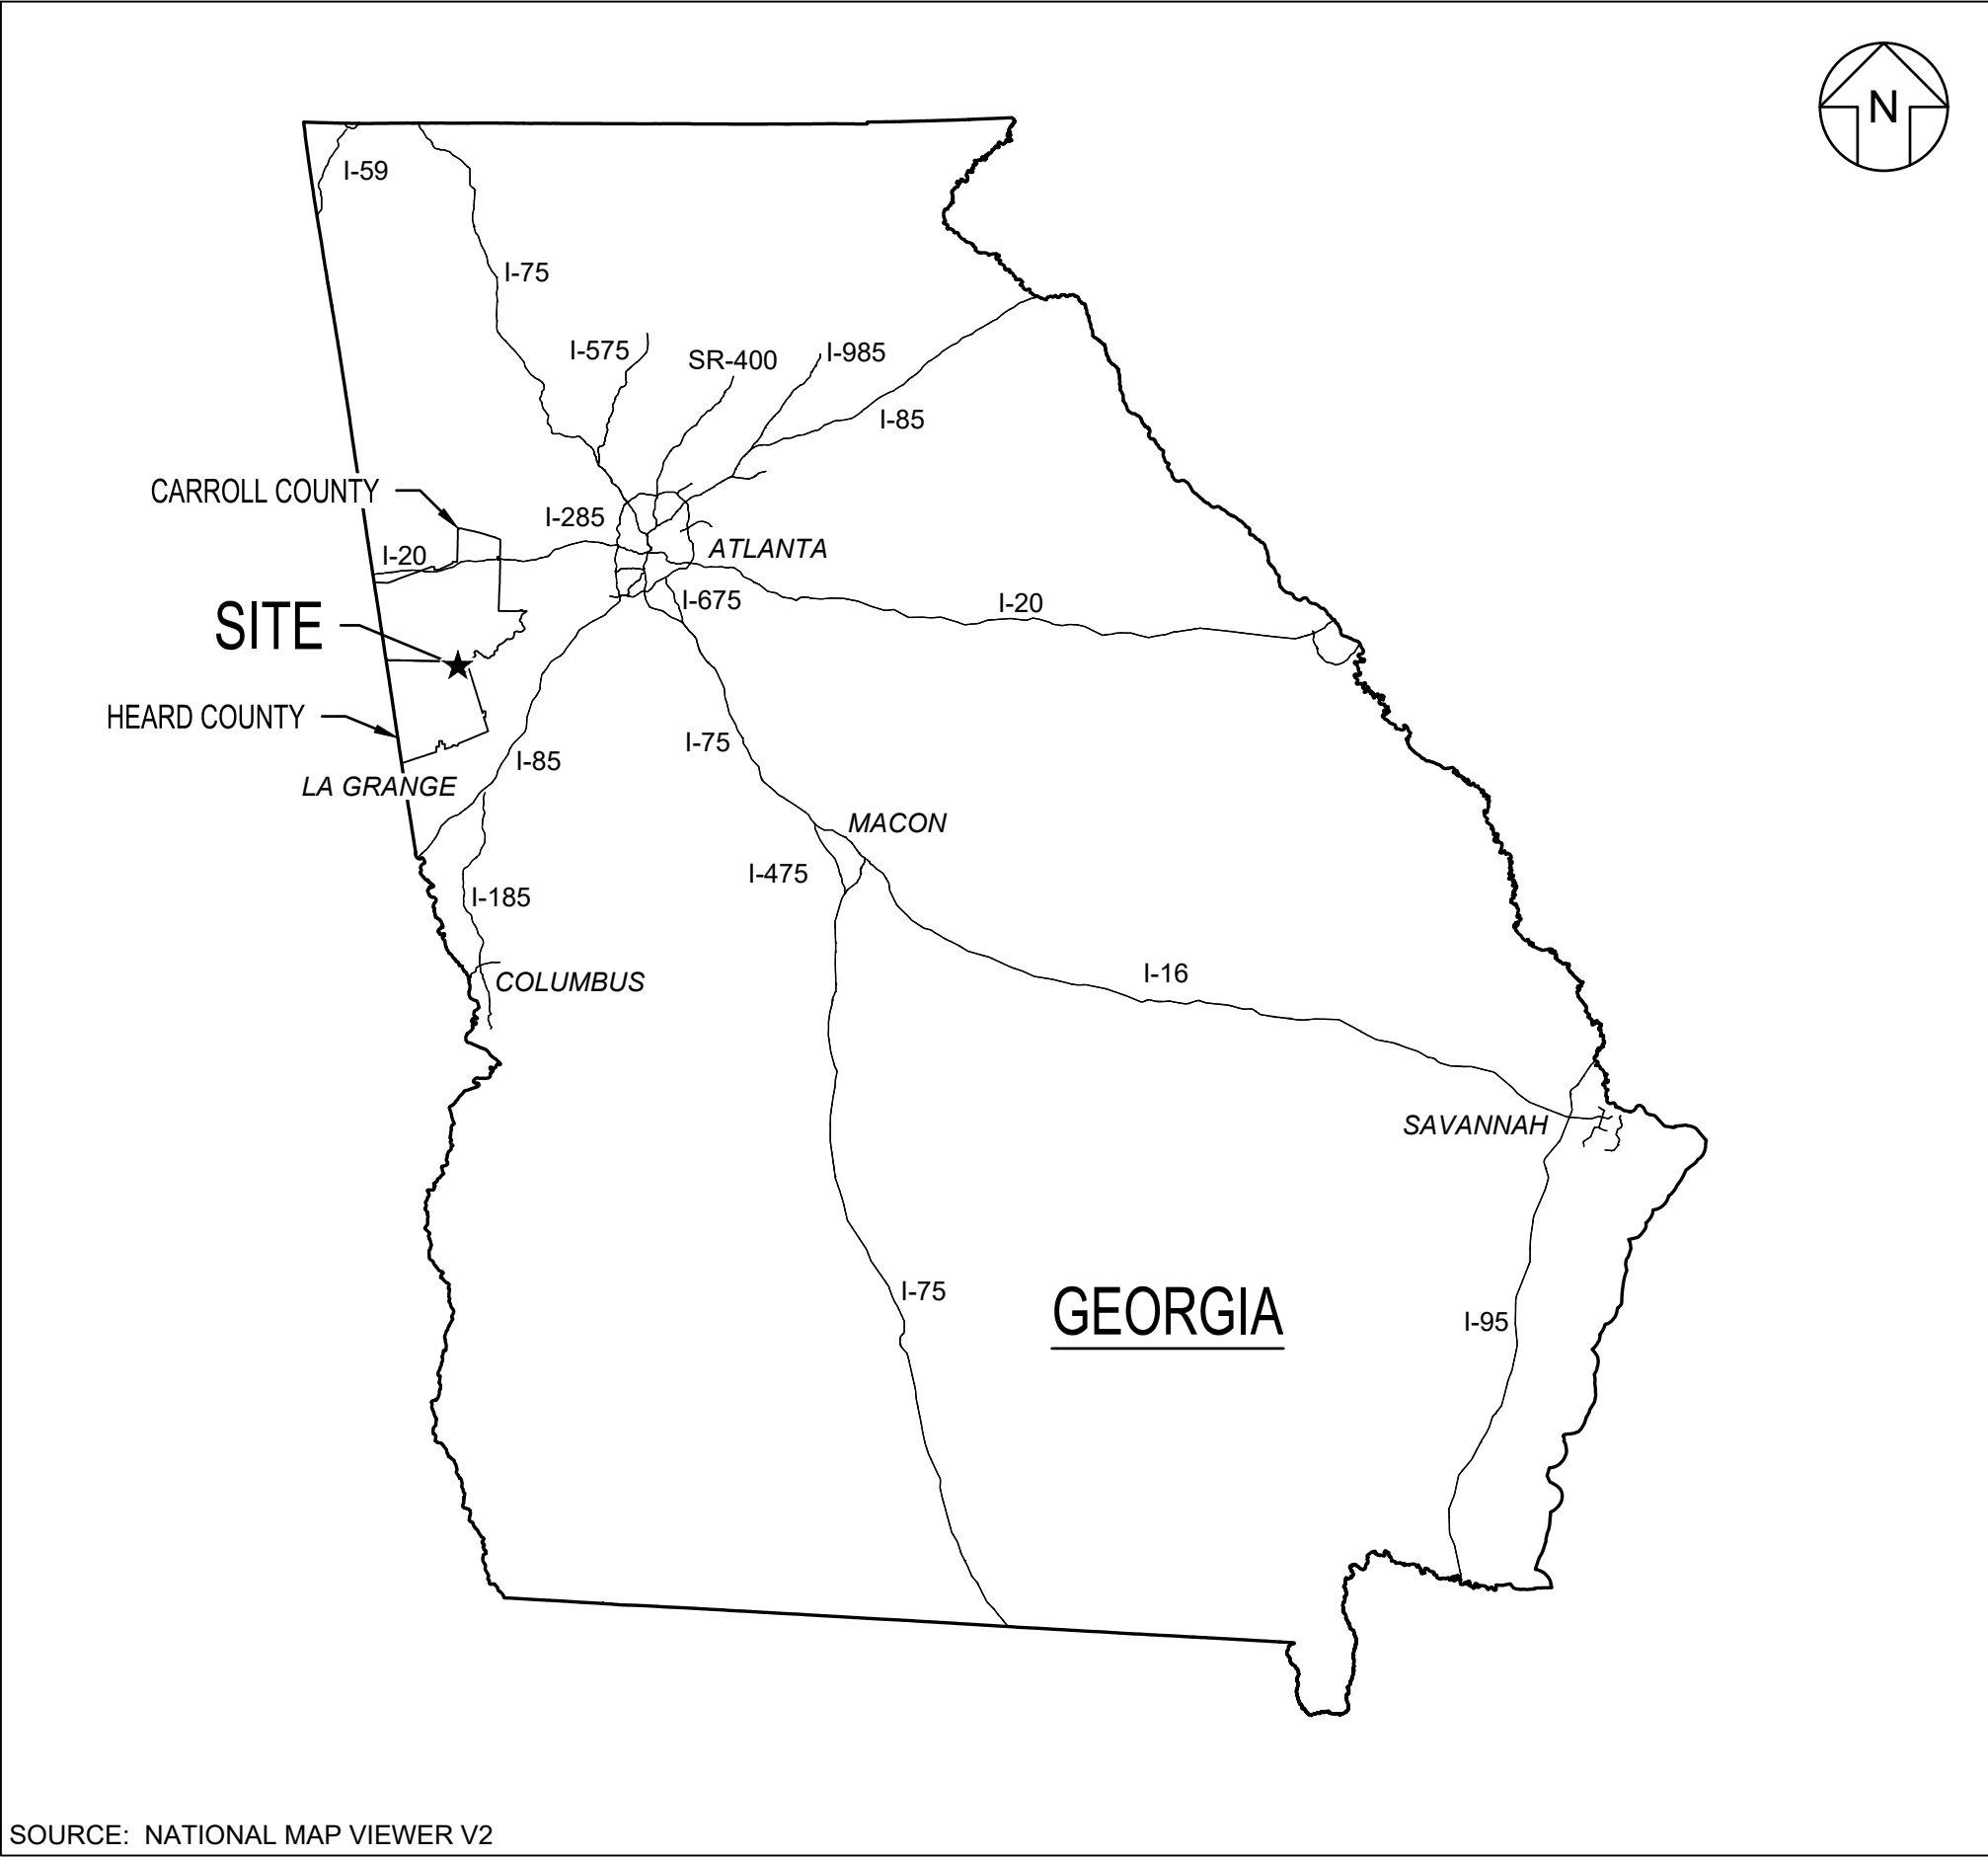 N
I-59
I-75
I-575
SR-400
I-985
I-85
CARROLL COUNTY
I-285
ATLANTA
I-20
I-675
I-20
SITE
HEARD COUNTY
I-75
I-85
LA GRANGE
MACON
I-475
I-185
I-16
COLUMBUS
SAVANNAH
I-75
GEORGIA
I-95
SOURCE: NATIONAL MAP VIEWER V2